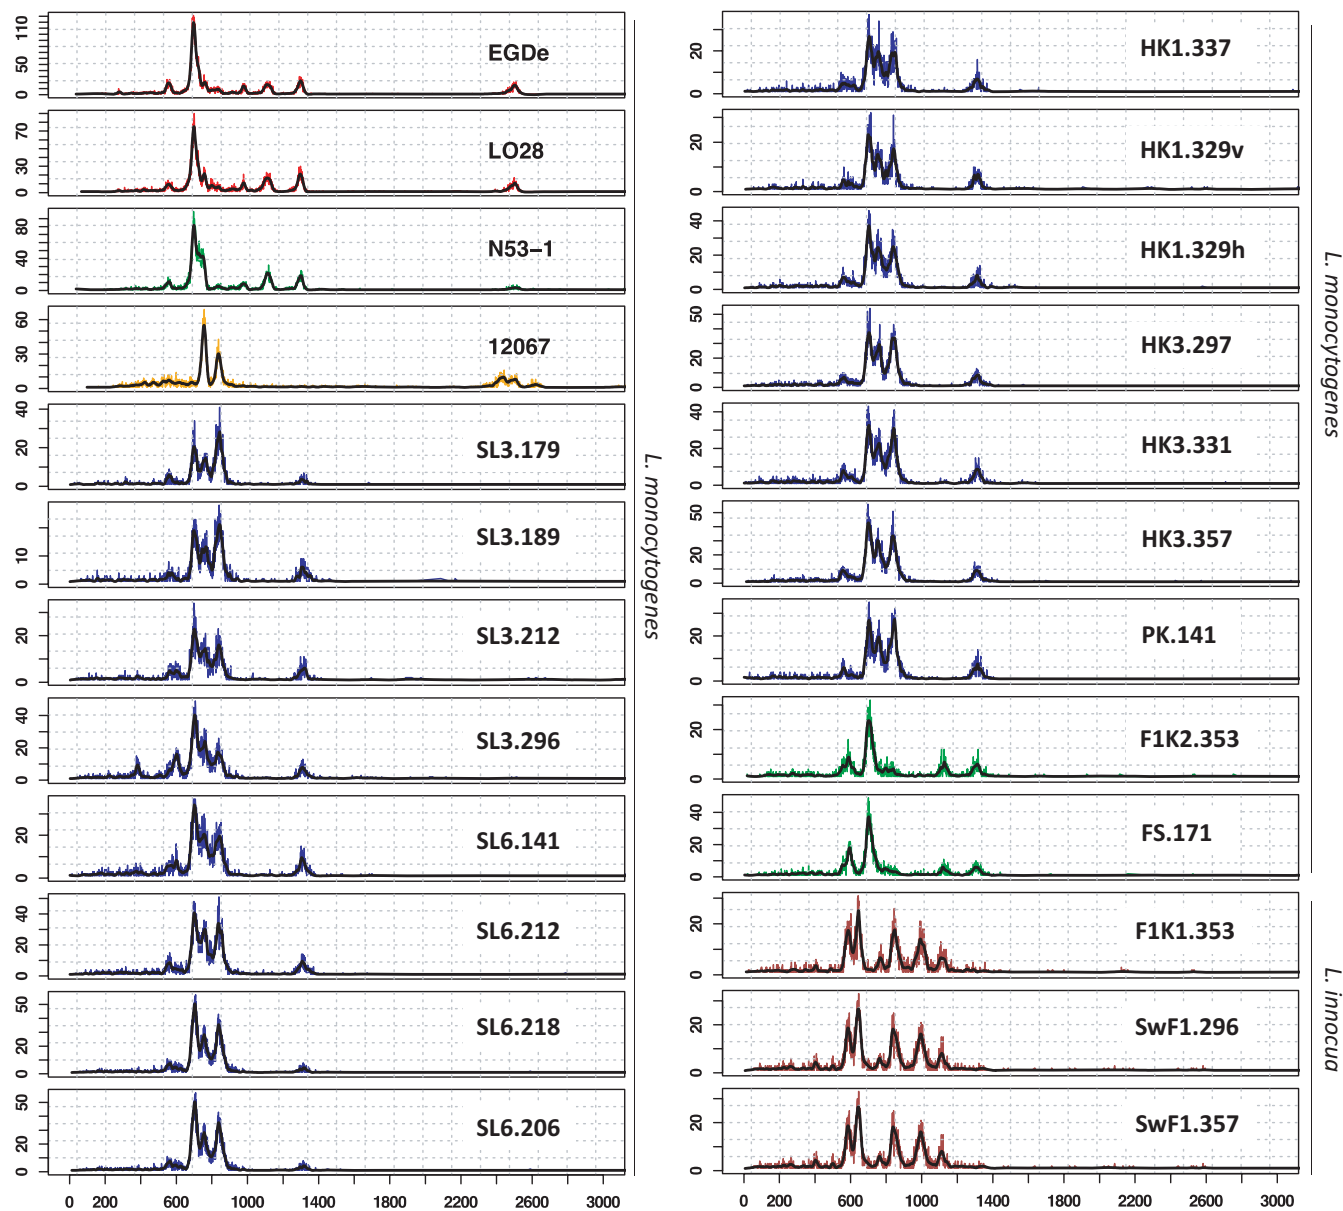 110
50
0
EGDe
70
30
0
LO28
80
40
0
N53–1
60
30
0
12067
40
20
0
SL3.179
10
0
SL3.189
20
0
SL3.212
40
20
0
SL3.296
20
0
SL6.141
40
20
0
SL6.212
50
20
0
SL6.218
50
20
0
SL6.206
0 200 600 1000 1400 1800 2200 2600 3000
L. monocytogenes
20
0
HK1.337
20
0
HK1.329v
40
20
0
HK1.329h
50
20
0
HK3.297
40
20
0
HK3.331
50
20
0
HK3.357
20
0
PK.141
20
0
F1K2.353
40
20
0
FS.171
L. monocytogenes
20
0
F1K1.353
20
0
SwF1.296
20
0
SwF1.357
0 200 600 1000 1400 1800 2200 2600 3000
L. innocua